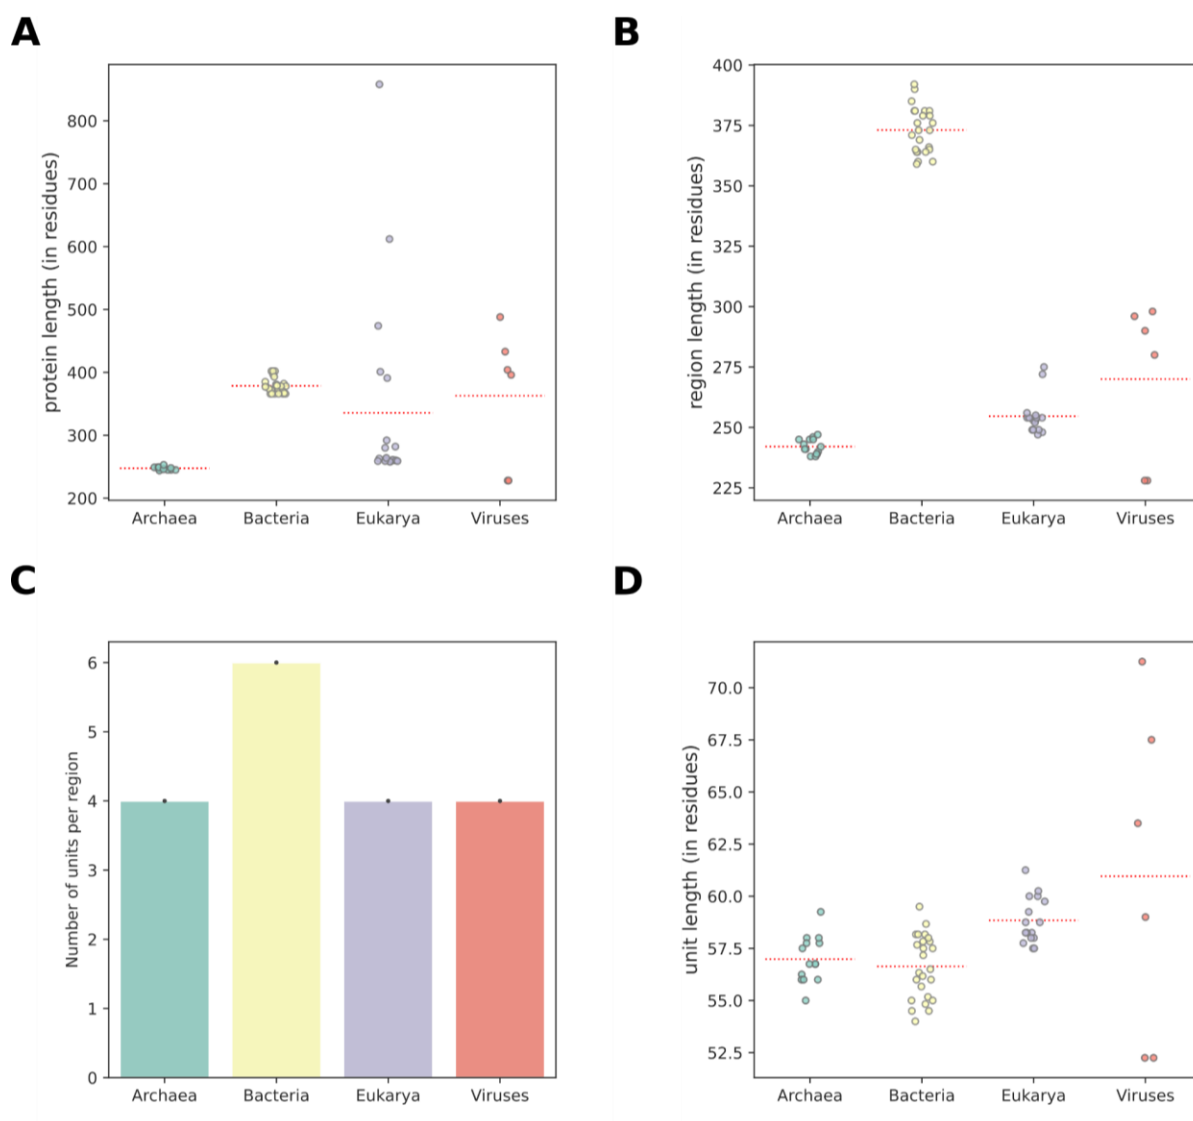 A
B
protein length (in residues)
800
700
600
500
400
300
200
Archaea Bacteria Eukarya Viruses
region length (in residues)
400
375
350
325
300
275
250
225
Archaea Bacteria Eukarya Viruses
C
D
Number of units per region
6
5
4
3
2
1
0
Archaea Bacteria Eukarya Viruses
unit length (in residues)
70.0
67.5
65.0
62.5
60.0
57.5
55.0
52.5
Archaea Bacteria Eukarya Viruses